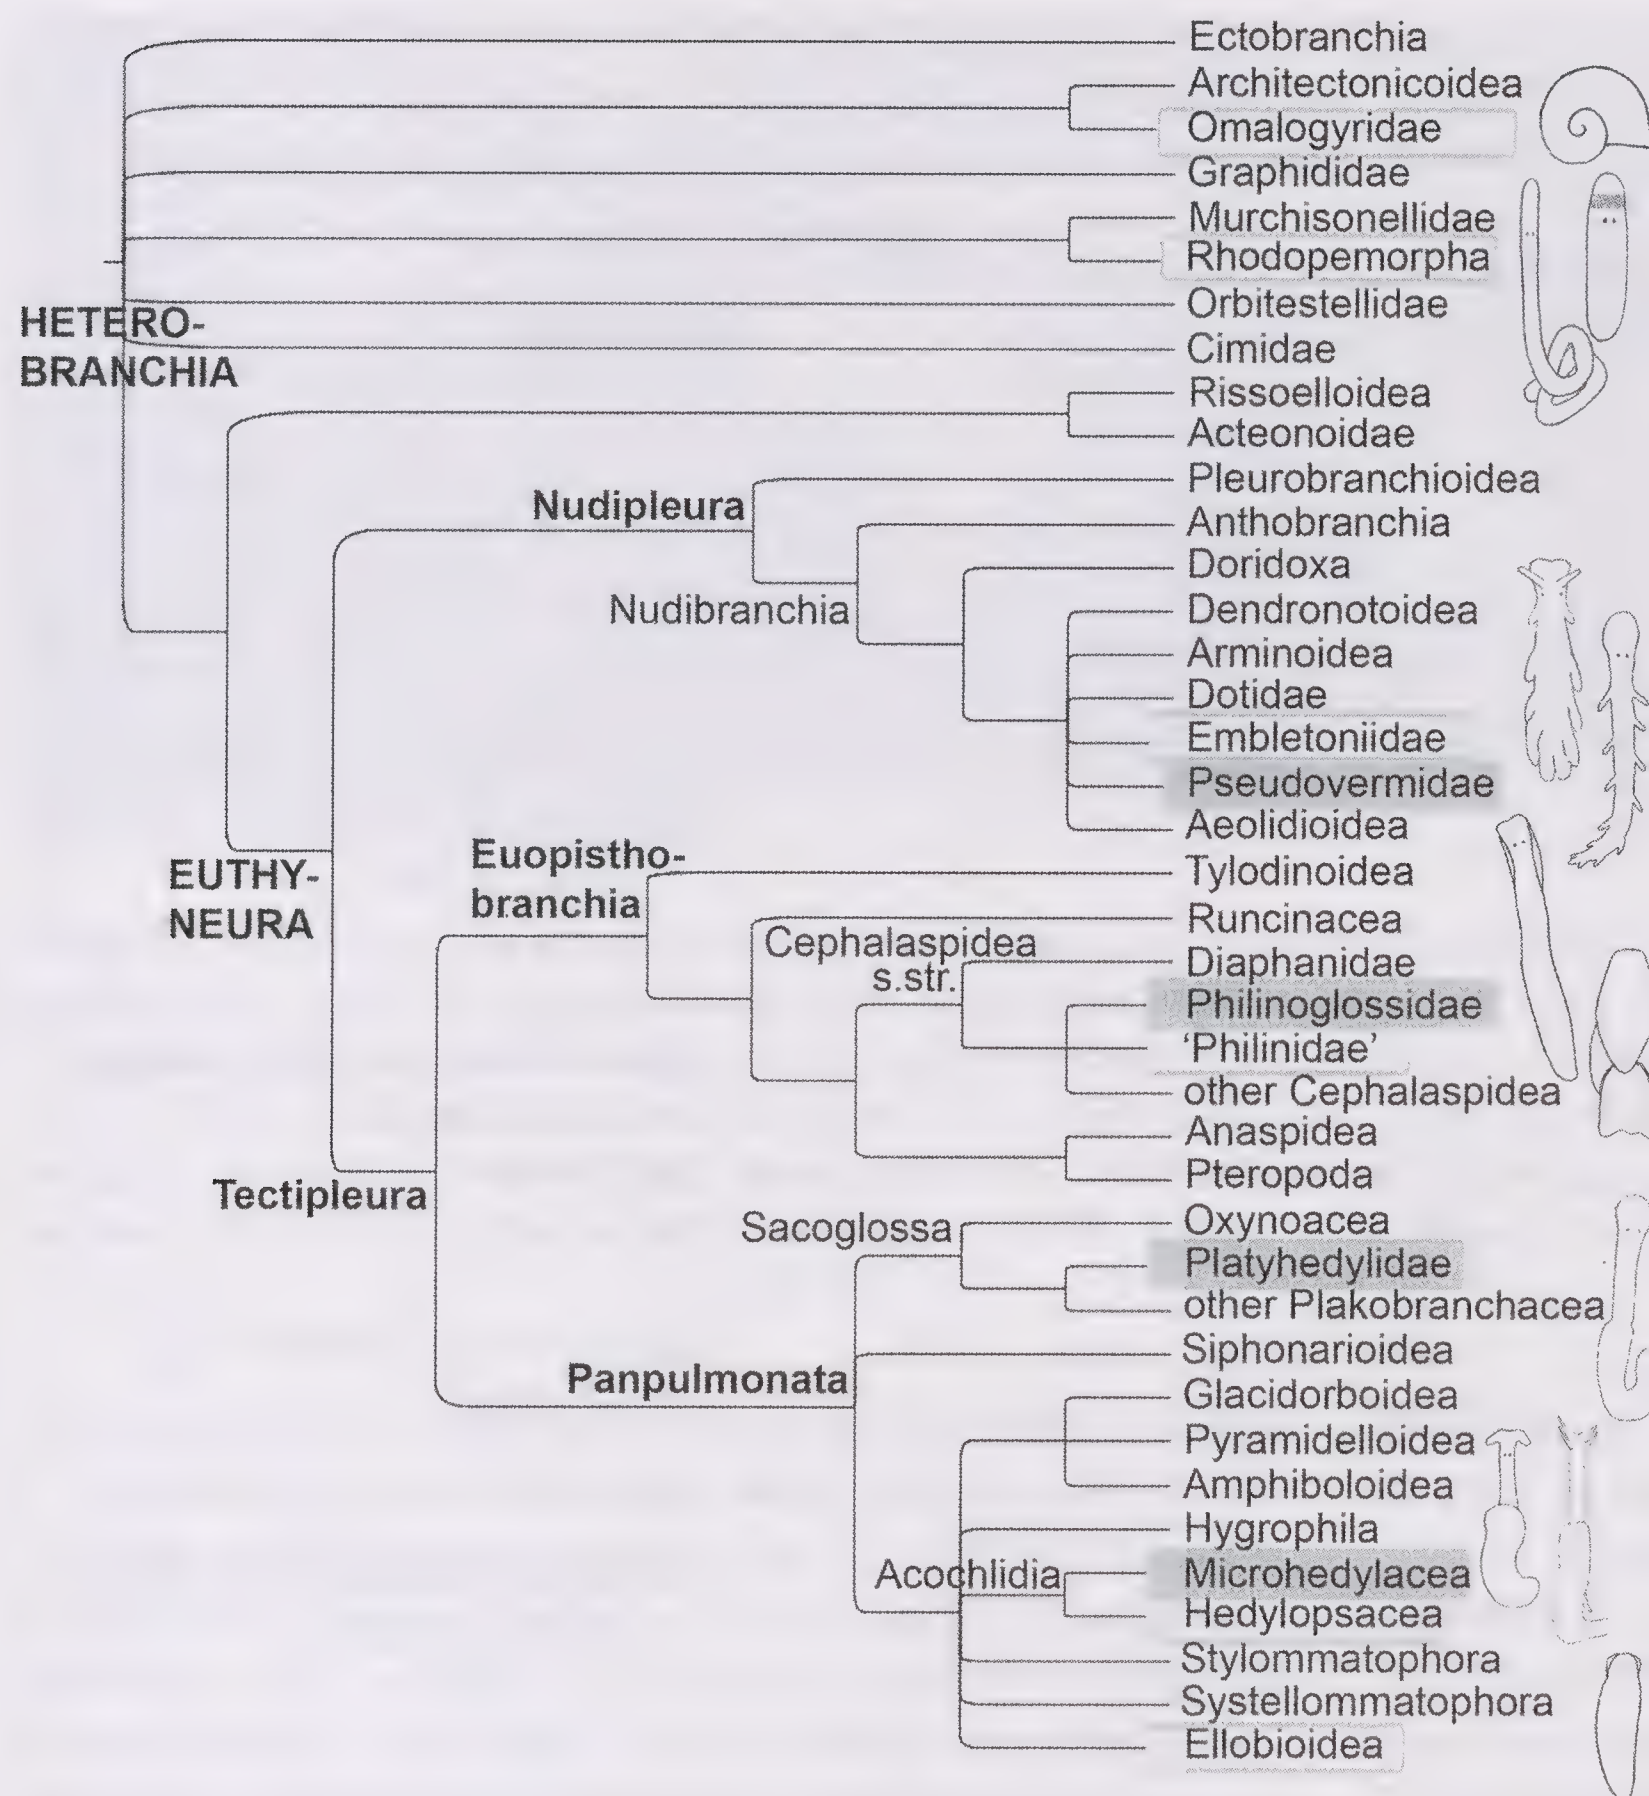 Ectobranchia
Architectonicoidea
Omalogyridae
Graphididae
Murchisonellidae
Rhodopemorpha
Orbitestellidae
HETERO-
BRANCHIA
Cimidae
Rissoelloidea
Acteonoidae
Pleurobranchioidea
Nudipleura
Anthobranchia
Doridoxa
Nudibranchia
Dendronotoidea
Arminoidea
Dotidae
Embletoniidae
Pseudovermidae
Aeolidioidea
Euopistho-
branchia
EUTHY-
NEURA
Tylodinoidea
Runcinacea
Cephalaspidea
s.str.
Diaphanidae
Philinoglossidae
‘Philinidae’
other Cephalaspidea
Anaspidea
Pteropoda
Tectipleura
Sacoglossa
Oxynoacea
Platyhedylidae
other Plakobranchacea
Siphonarioidea
Panpulmonata
Glacidorboidea
Pyramidelloidea
Amphiboloidea
Hygrophila
Acochlidia
Microhedylacea
Hedylopsacea
Stylommatophora
Systellommatophora
Ellobioidea